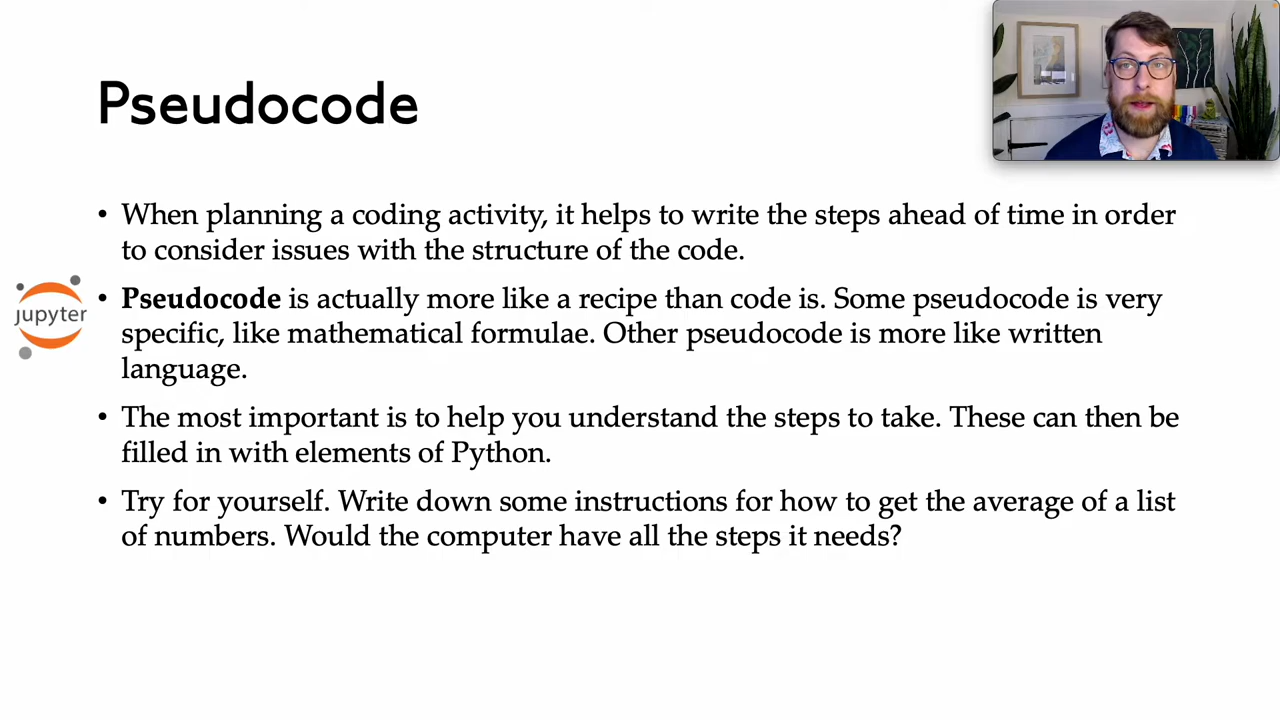 Pseudocode
• When planning a coding activity, it helps to write the steps ahead of time in order
to consider issues with the structure of the code.
jupyter
• Pseudocode is actually more like a recipe than code is. Some pseudocode is very
specific, like mathematical formulae. Other pseudocode is more like written
language.
• The most important is to help you understand the steps to take. These can then be
filled in with elements of Python.
• Try for yourself. Write down some instructions for how to get the average of a list
of numbers. Would the computer have all the steps it needs?